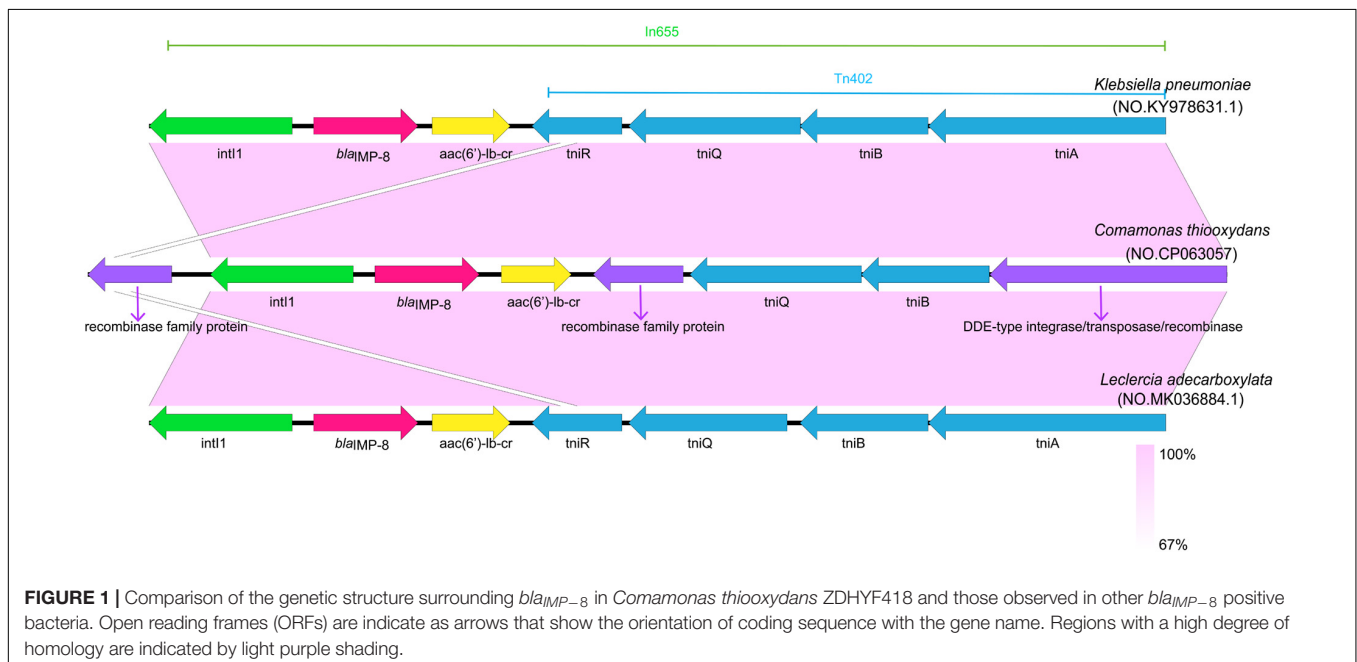 In655
Tn402
Klebsiella pneumoniae
(NO.KY978631.1)
intI1 blaIMP-8 aac(6')-lb-cr tniR tniQ tniB tniA
Comamonas thiooxydans
(NO.CP063057)
intI1 blaIMP-8 aac(6')-lb-cr tniQ tniB
recombinase family protein recombinase family protein DDE-type integrase/transposase/recombinase
Leclercia adecarboxylata
(NO.MK036884.1)
intI1 blaIMP-8 aac(6')-lb-cr tniR tniQ tniB tniA
100%
67%
FIGURE 1 | Comparison of the genetic structure surrounding blaIMP−8 in Comamonas thiooxydans ZDHYF418 and those observed in other blaIMP−8 positive
bacteria. Open reading frames (ORFs) are indicate as arrows that show the orientation of coding sequence with the gene name. Regions with a high degree of
homology are indicated by light purple shading.